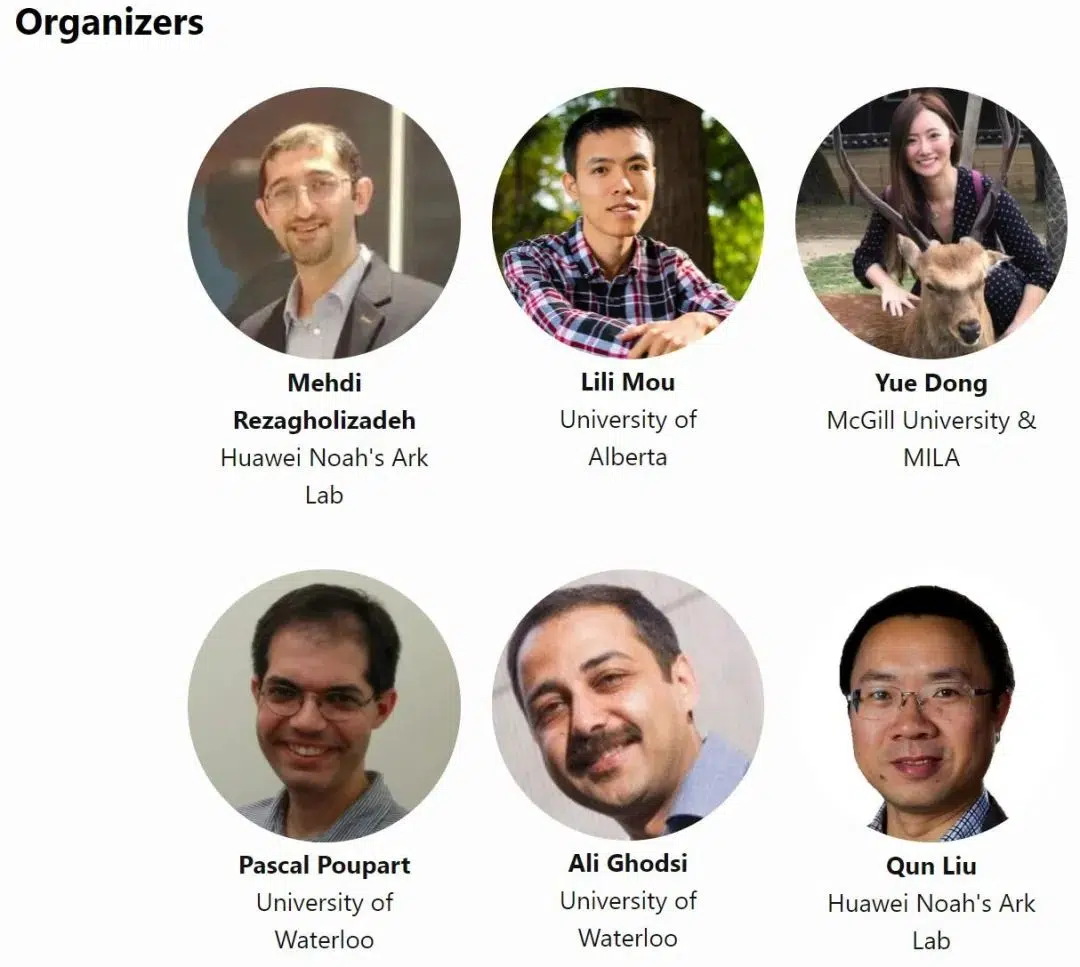 Organizers
Mehdi
Rezagholizadeh
Huawei Noah's Ark
Lab
Lili Mou
University of
Alberta
Yue Dong
McGill University &
MILA
Pascal Poupart
University of
Waterloo
Ali Ghodsi
University of
Waterloo
Qun Liu
Huawei Noah's Ark
Lab